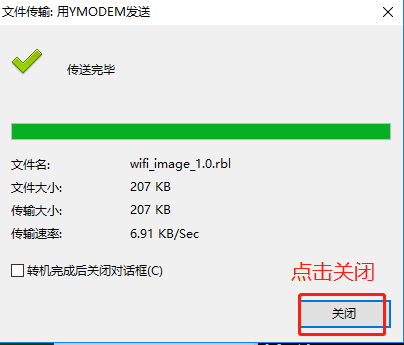 文件传输: 用YMODEM发送
传送完毕
文件名: wifi_image_1.0.rbl
文件大小: 207 KB
传输大小: 207 KB
传输速率: 6.91 KB/Sec
转机完成后关闭对话框(C)
点击关闭
关闭